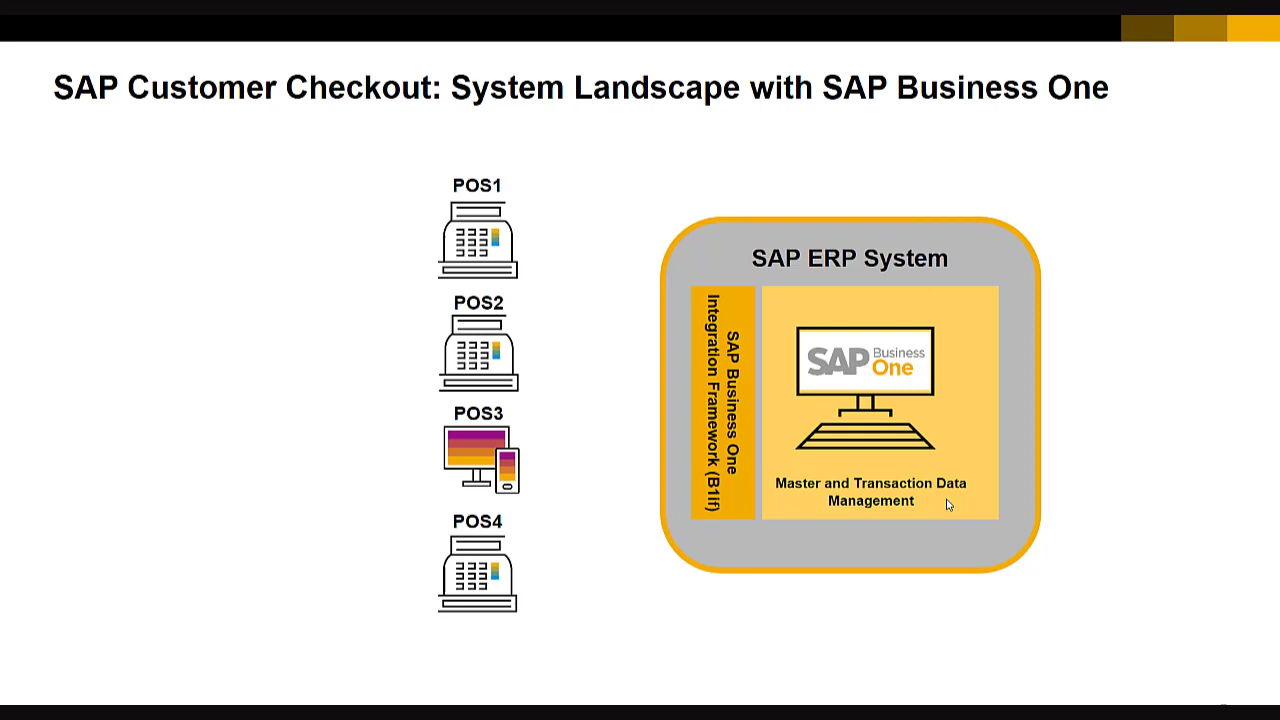 SAP Customer Checkout: System Landscape with SAP Business One
POS1
POS2
POS3
POS4
SAP ERP System
SAP Business One
Integration Framework (B1if)
SAP Business
One
Master and Transaction Data
Management